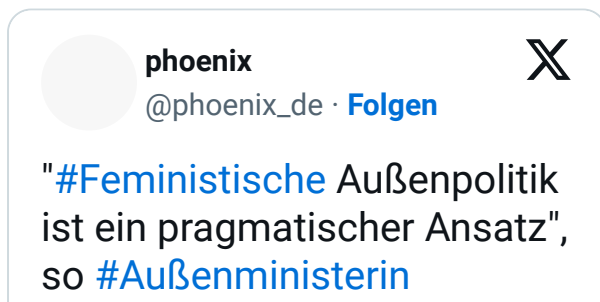 phoenix
@phoenix_de · Folgen
"#Feministische Außenpolitik
ist ein pragmatischer Ansatz",
so #Außenministerin